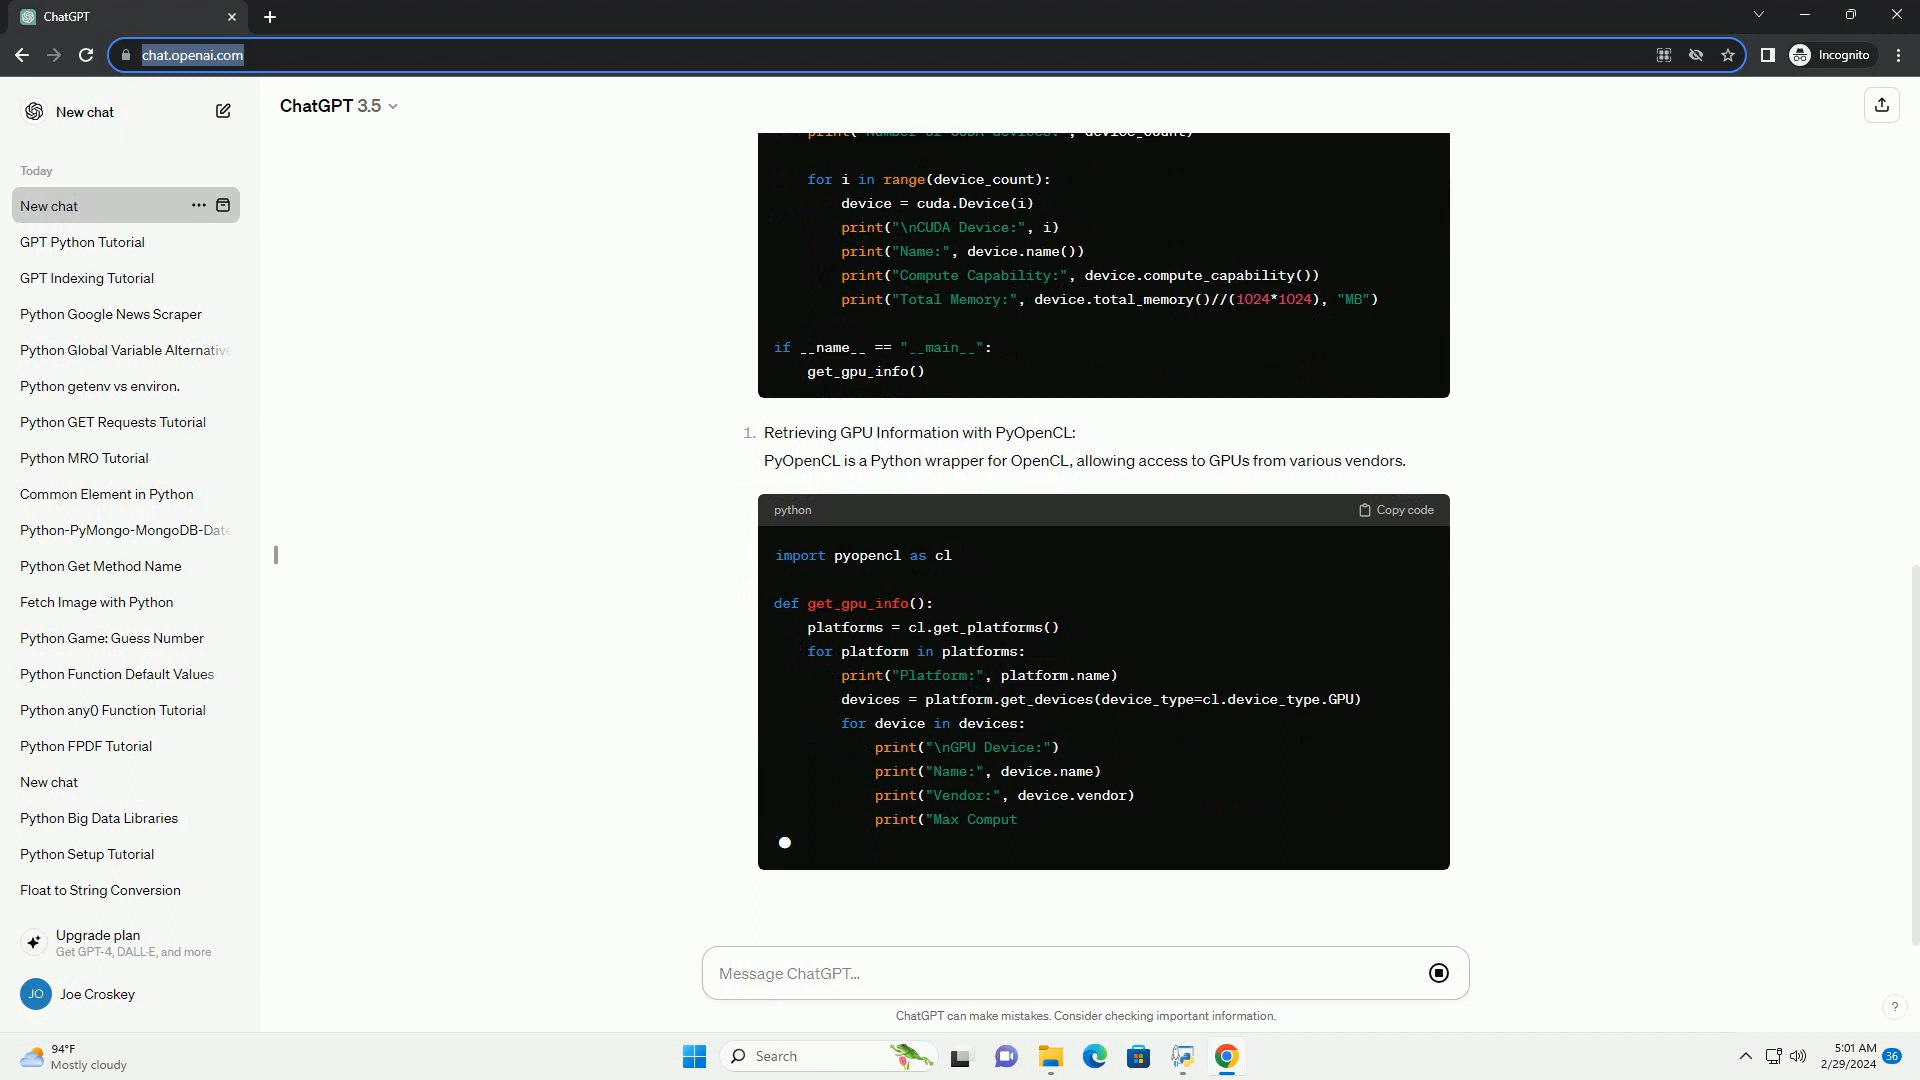 ChatGPT
chat.openai.com
Incognito
New chat
ChatGPT 3.5
Today
New chat
GPT Python Tutorial
GPT Indexing Tutorial
Python Google News Scraper
Python Global Variable Alternative
Python getenv vs environ.
Python GET Requests Tutorial
Python MRO Tutorial
Common Element in Python
Python-PyMongo-MongoDB-Date
Python Get Method Name
Fetch Image with Python
Python Game: Guess Number
Python Function Default Values
Python any() Function Tutorial
Python FPDF Tutorial
New chat
Python Big Data Libraries
Python Setup Tutorial
Float to String Conversion
Upgrade plan
Get GPT-4, DALL·E, and more
JO Joe Croskey
print("Number of CUDA devices:", device_count)
for i in range(device_count):
device = cuda.Device(i)
print("\nCUDA Device:", i)
print("Name:", device.name())
print("Compute Capability:", device.compute_capability())
print("Total Memory:", device.total_memory()//(1024*1024), "MB")
if __name__ == "__main__":
get_gpu_info()
1. Retrieving GPU Information with PyOpenCL:
PyOpenCL is a Python wrapper for OpenCL, allowing access to GPUs from various vendors.
python Copy code
import pyopencl as cl
def get_gpu_info():
platforms = cl.get_platforms()
for platform in platforms:
print("Platform:", platform.name)
devices = platform.get_devices(device_type=cl.device_type.GPU)
for device in devices:
print("\nGPU Device:")
print("Name:", device.name)
print("Vendor:", device.vendor)
print("Max Comput
Message ChatGPT...
ChatGPT can make mistakes. Consider checking important information.
?
94°F
Mostly cloudy
Search
5:01 AM
2/29/2024
36